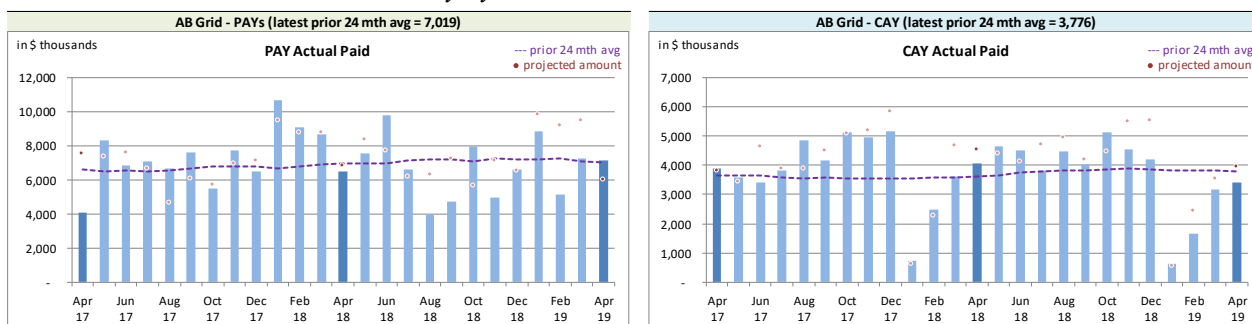 AB Grid - PAYs (latest prior 24 mth avg = 7,019)
in $ thousands
PAY Actual Paid
--- prior 24 mth avg
• projected amount
12,000
10,000
8,000
6,000
4,000
2,000
-
Apr Jun Aug Oct Dec Feb Apr Jun Aug Oct Dec Feb Apr
17 17 17 17 17 18 18 18 18 18 18 19 19
AB Grid - CAY (latest prior 24 mth avg = 3,776)
in $ thousands
CAY Actual Paid
--- prior 24 mth avg
• projected amount
7,000
6,000
5,000
4,000
3,000
2,000
1,000
-
Apr Jun Aug Oct Dec Feb Apr Jun Aug Oct Dec Feb Apr
17 17 17 17 17 18 18 18 18 18 18 19 19